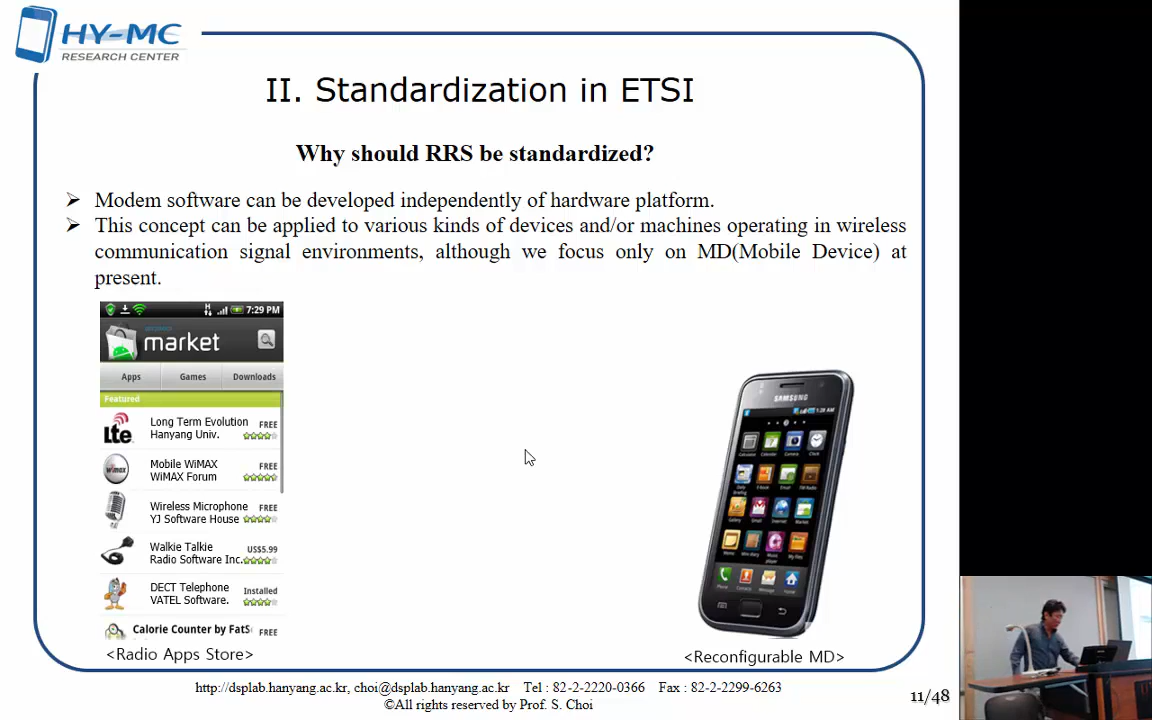 HY-MC
RESEARCH CENTER
II. Standardization in ETSI
Why should RRS be standardized?
Modem software can be developed independently of hardware platform.
This concept can be applied to various kinds of devices and/or machines operating in wireless
communication signal environments, although we focus only on MD(Mobile Device) at
present.
H 7:29 PM
market
Apps Games Downloads
Featured
Lte Long Term Evolution FREE
Hanyang Univ.
wimax Mobile WiMAX FREE
WiMAX Forum
Wireless Microphone FREE
YJ Software House
Walkie Talkie US$5.99
Radio Software Inc.
DECT Telephone Installed
VATEL Software.
Calorie Counter by FatS FREE
<Radio Apps Store>
SAMSUNG
<Reconfigurable MD>
http://dsplab.hanyang.ac.kr, choi@dsplab.hanyang.ac.kr Tel : 82-2-2220-0366 Fax : 82-2-2299-6263
©All rights reserved by Prof. S. Choi
11/48